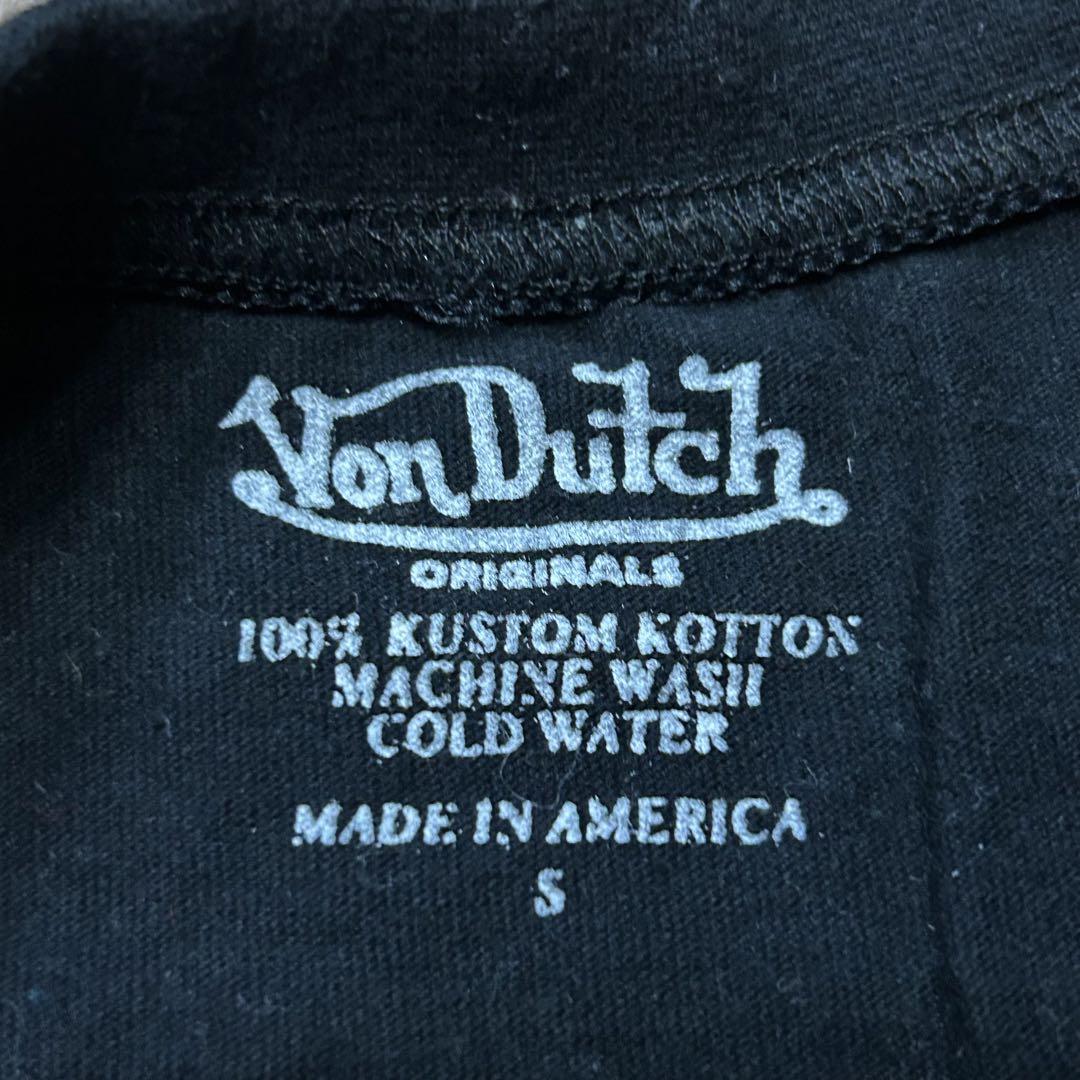 Von Dutch
ORIGINALS
100% KUSTOM KOTTON
MACHINE WASH
COLD WATER
MADE IN AMERICA
S